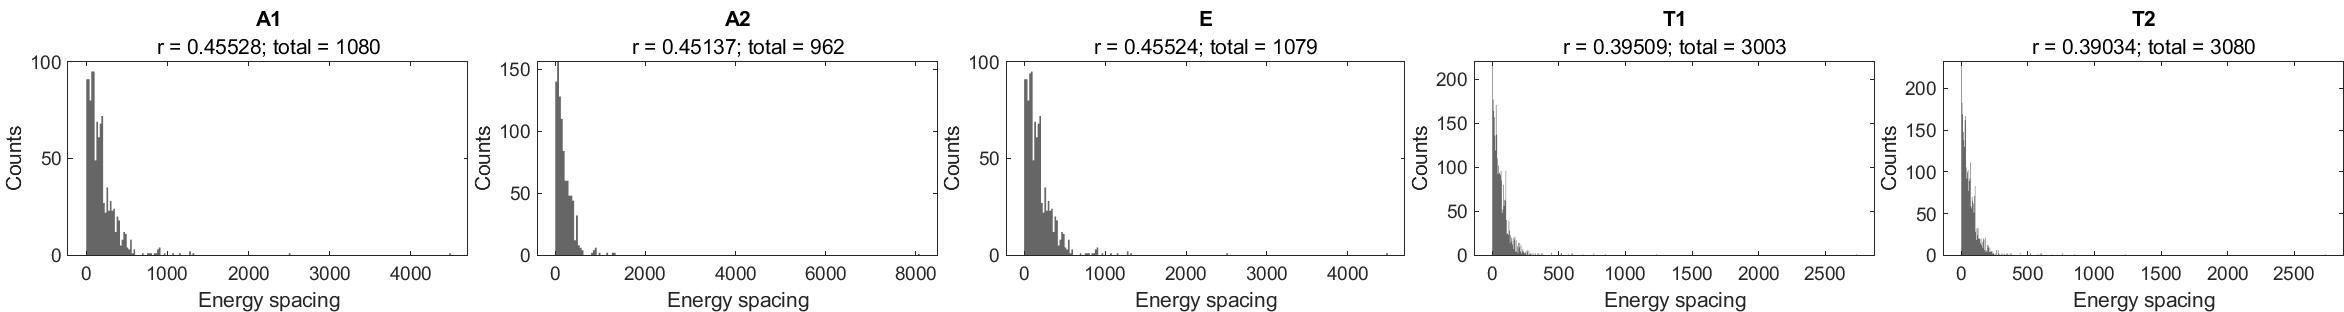 A1
r = 0.45528; total = 1080
100
50
0
Counts
0 1000 2000 3000 4000
Energy spacing
A2
r = 0.45137; total = 962
150
100
50
0
Counts
0 2000 4000 6000 8000
Energy spacing
E
r = 0.45524; total = 1079
100
50
0
Counts
0 1000 2000 3000 4000
Energy spacing
T1
r = 0.39509; total = 3003
200
150
100
50
0
Counts
0 500 1000 1500 2000 2500
Energy spacing
T2
r = 0.39034; total = 3080
200
150
100
50
0
Counts
0 500 1000 1500 2000 2500
Energy spacing